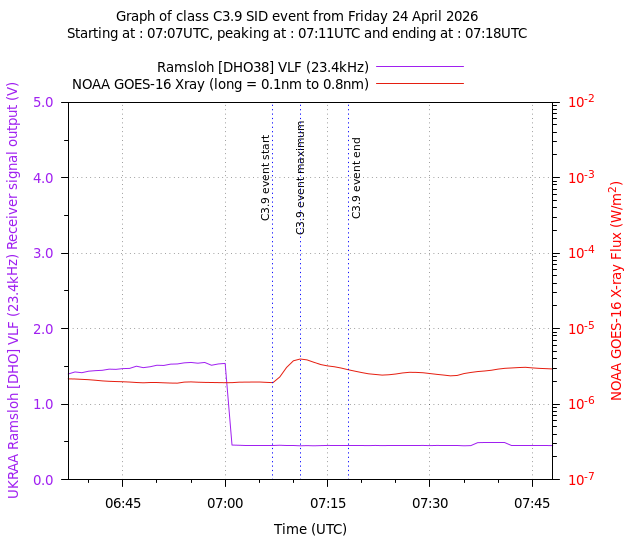 Graph of class C3.9 SID event from Friday 24 April 2026
Starting at : 07:07UTC, peaking at : 07:11UTC and ending at : 07:18UTC
Ramsloh [DHO38] VLF (23.4kHz)
NOAA GOES-16 Xray (long = 0.1nm to 0.8nm)
UKRAA Ramsloh [DHO] VLF (23.4kHz) Receiver signal output (V)
5.0
4.0
3.0
2.0
1.0
0.0
C3.9 event start
C3.9 event maximum
C3.9 event end
10^-2
10^-3
10^-4
10^-5
10^-6
10^-7
NOAA GOES-16 X-ray Flux (W/m²)
06:45 07:00 07:15 07:30 07:45
Time (UTC)